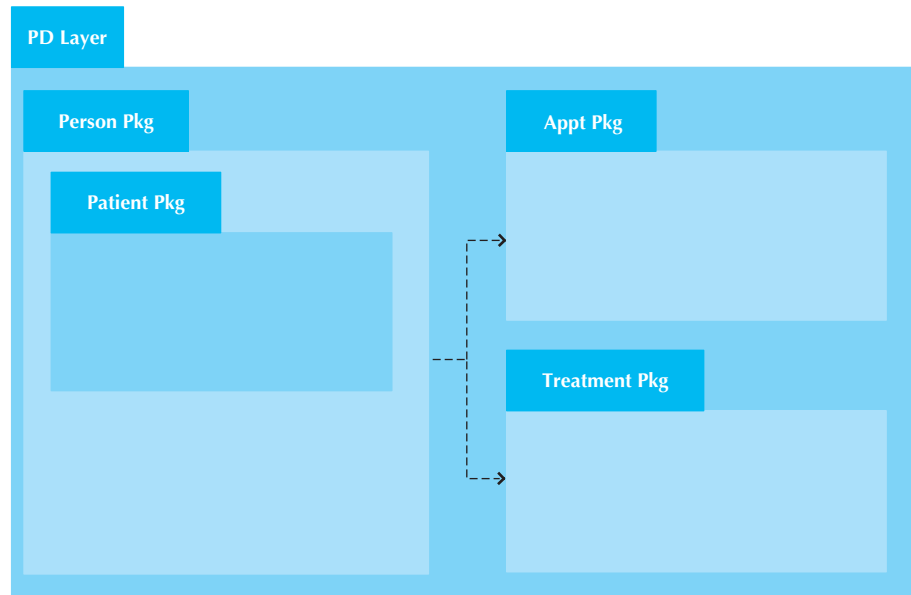 PD Layer
Person Pkg
Appt Pkg
Patient Pkg
Treatment Pkg